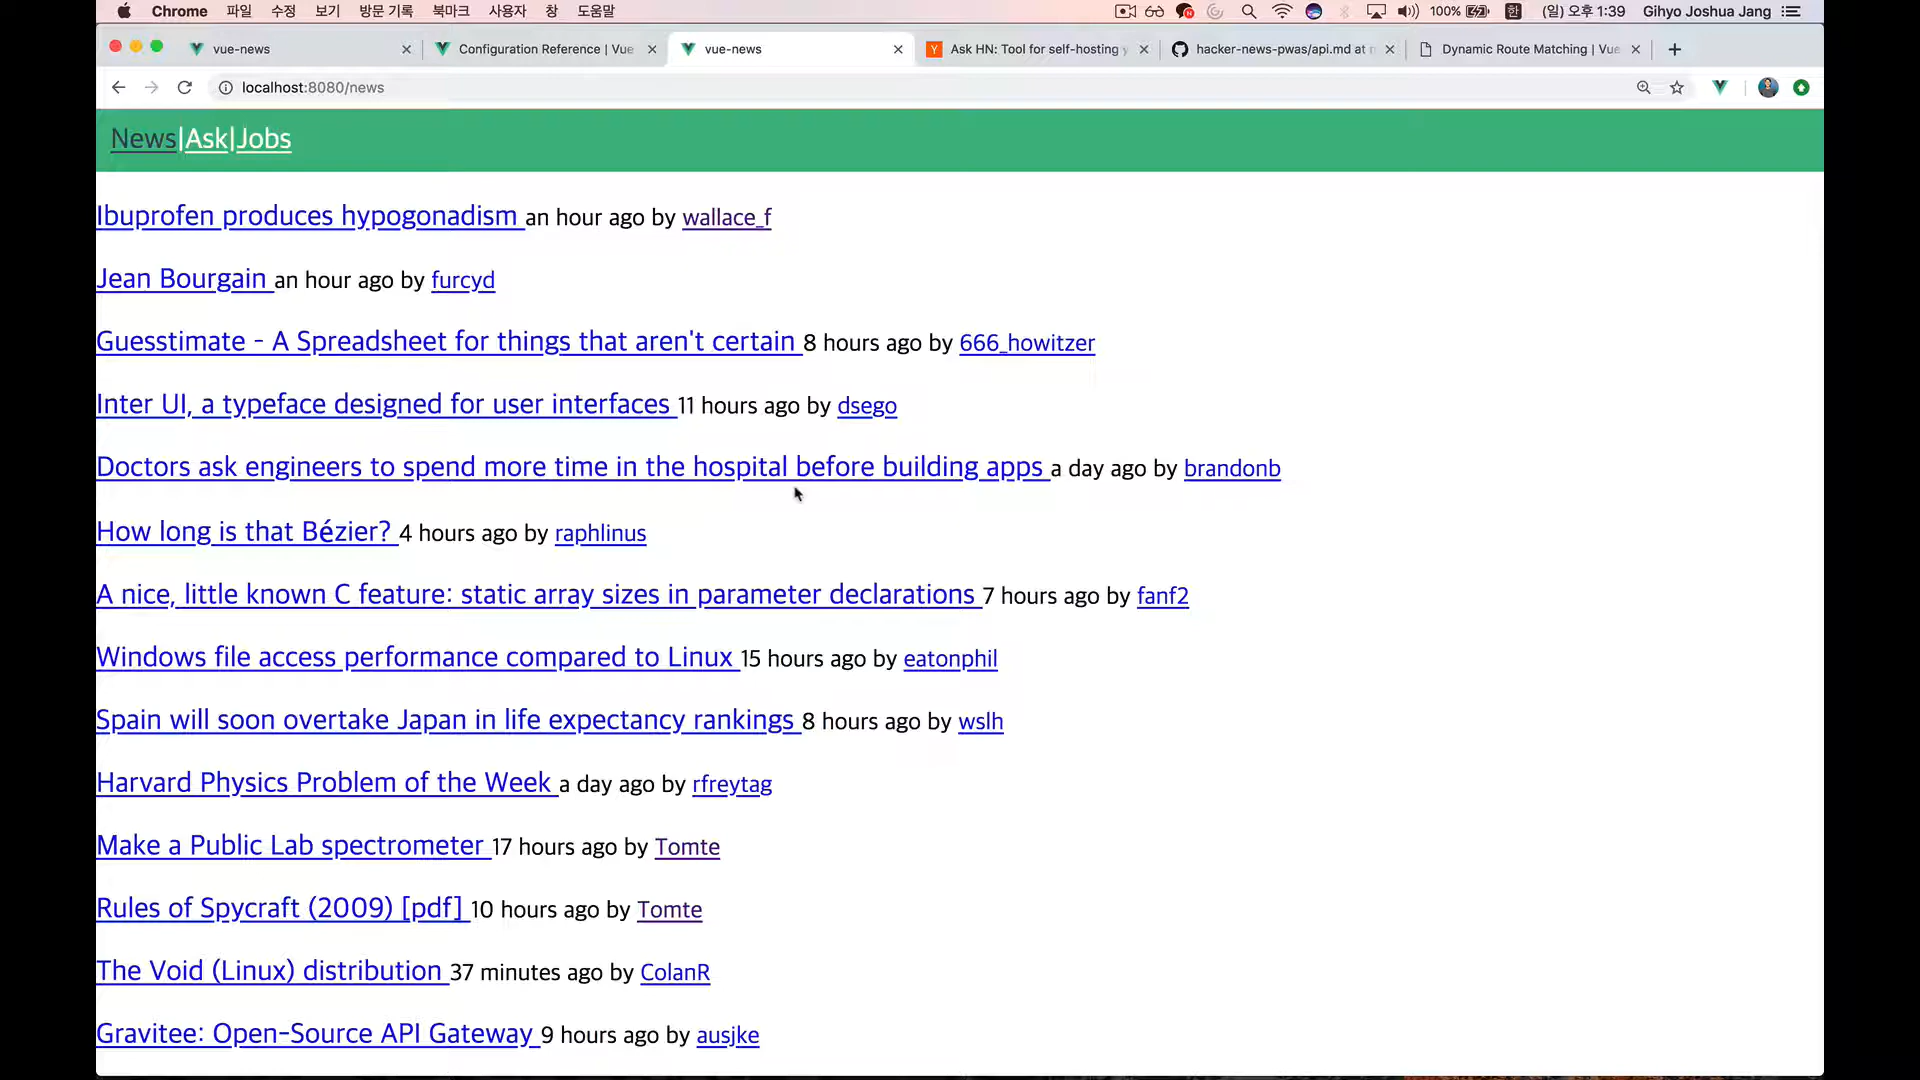 Chrome 파일 수정 보기 방문 기록 북마크 사용자 창 도움말 100% 한 (일) 오후 1:39 Gihyo Joshua Jang
vue-news Configuration Reference | Vue vue-news Ask HN: Tool for self-hosting y hacker-news-pwas/api.md at Dynamic Route Matching | Vue
localhost:8080/news
News|Ask|Jobs
Ibuprofen produces hypogonadism an hour ago by wallace_f
Jean Bourgain an hour ago by furcyd
Guesstimate - A Spreadsheet for things that aren't certain 8 hours ago by 666_howitzer
Inter UI, a typeface designed for user interfaces 11 hours ago by dsego
Doctors ask engineers to spend more time in the hospital before building apps a day ago by brandonb
How long is that Bézier? 4 hours ago by raphlinus
A nice, little known C feature: static array sizes in parameter declarations 7 hours ago by fanf2
Windows file access performance compared to Linux 15 hours ago by eatonphil
Spain will soon overtake Japan in life expectancy rankings 8 hours ago by wslh
Harvard Physics Problem of the Week a day ago by rfreytag
Make a Public Lab spectrometer 17 hours ago by Tomte
Rules of Spycraft (2009) [pdf] 10 hours ago by Tomte
The Void (Linux) distribution 37 minutes ago by ColanR
Gravitee: Open-Source API Gateway 9 hours ago by ausjke